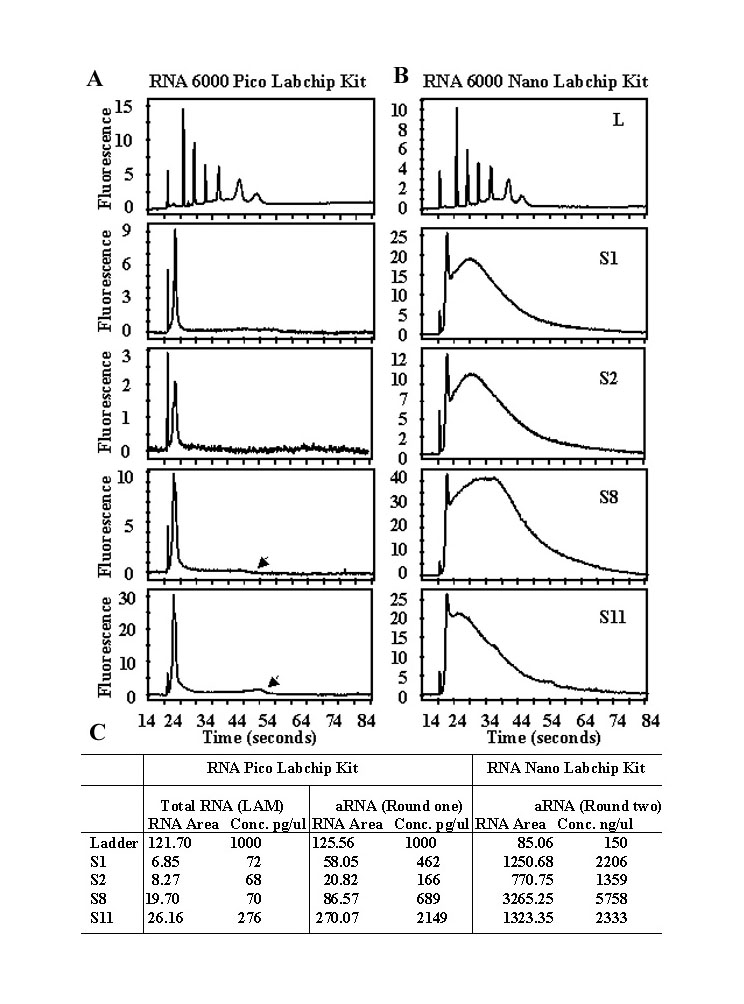 A RNA 6000 Pico Labchip Kit
B RNA 6000 Nano Labchip Kit
Fluorescence
15
10
5
0
10
8
6
4
2
0
L
Fluorescence
9
6
3
0
25
20
15
10
5
0
S1
Fluorescence
3
2
1
0
12
10
7
5
2
0
S2
Fluorescence
10
5
0
40
30
20
10
0
S8
Fluorescence
30
20
10
0
25
20
15
10
5
0
S11
14 24 34 44 54 64 74 84
Time (seconds)
14 24 34 44 54 64 74 84
Time (seconds)
C
RNA Pico Labchip Kit RNA Nano Labchip Kit
Total RNA (LAM) aRNA (Round one) aRNA (Round two)
RNA Area Conc. pg/ul RNA Area Conc. pg/ul RNA Area Conc. ng/ul
Ladder 121.70 1000 125.56 1000 85.06 150
S1 6.85 72 58.05 462 1250.68 2206
S2 8.27 68 20.82 166 770.75 1359
S8 19.70 70 86.57 689 3265.25 5758
S11 26.16 276 270.07 2149 1323.35 2333